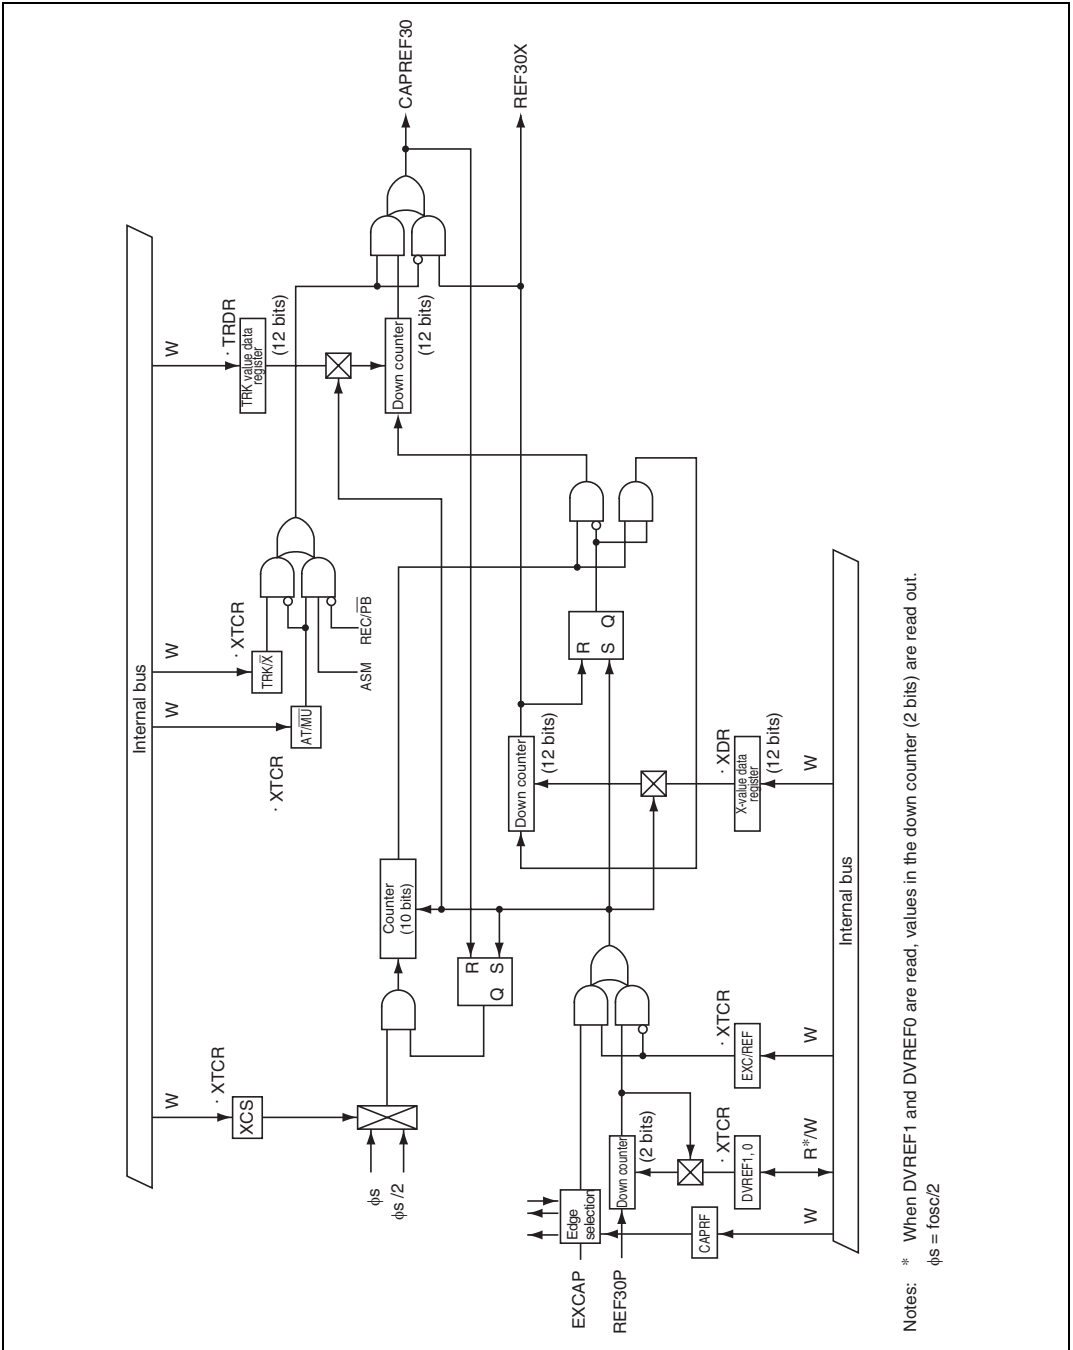 Internal bus
W
W
W
W
· XTCR
XCS
φs
φs /2
· XTCR
AT/M̅U̅
· XTCR
TRK/X̅
ASM
REC/P̅B̅
· TRDR
TRK value data
register
(12 bits)
Down counter
(12 bits)
CAPREF30
REF30X
Counter
(10 bits)
R
S
Q
R
S
Q
Down counter
(12 bits)
· XDR
X-value data
register
(12 bits)
W
EXCAP
REF30P
Edge
selection
Down counter
(2 bits)
CAPRF
W
· XTCR
DVREF1, 0
R*/W
· XTCR
EXC/REF
W
Internal bus
Notes: * When DVREF1 and DVREF0 are read, values in the down counter (2 bits) are read out.
φs = fosc/2